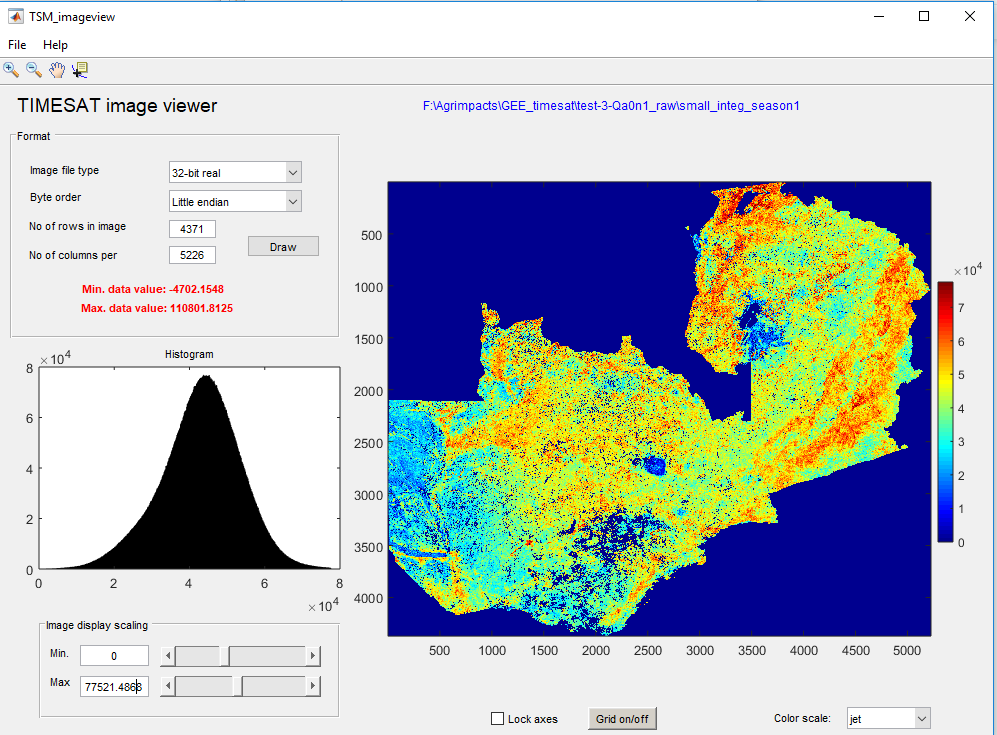 TSM_imageview
File Help
TIMESAT image viewer
F:\Agrimpacts\GEE_timesat\test-3-Qa0n1_raw\small_integ_season1
Format
Image file type 32-bit real
Byte order Little endian
No of rows in image 4371
No of columns per 5226
Draw
Min. data value: -4702.1548
Max. data value: 110801.8125
Histogram
×10^4
8
6
4
2
0
0 2 4 6 8
×10^4
500
1000
1500
2000
2500
3000
3500
4000
500 1000 1500 2000 2500 3000 3500 4000 4500 5000
×10^4
7
6
5
4
3
2
1
0
Image display scaling
Min. 0
Max 77521.4868
Lock axes
Grid on/off
Color scale: jet